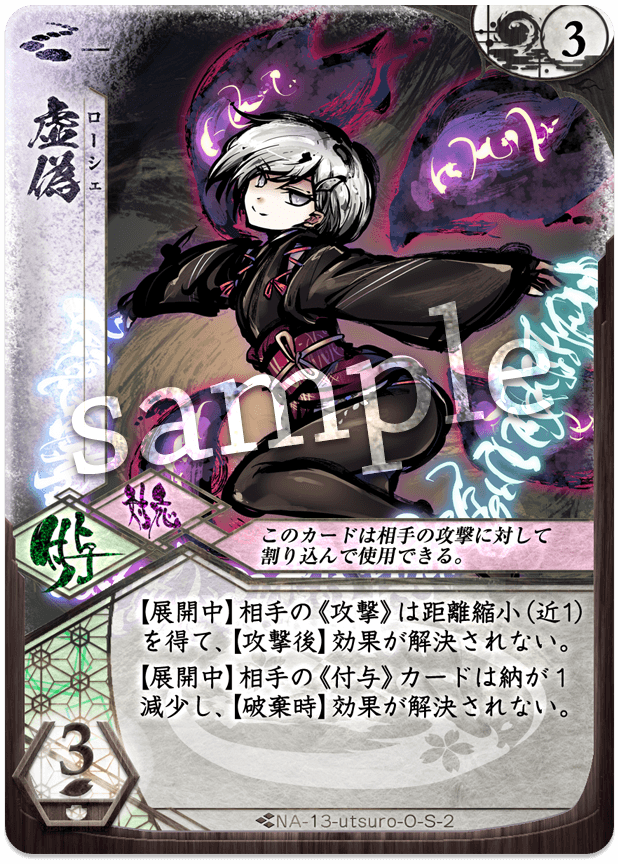 3
虚偽
ローシェ
sample
付与
対応
このカードは相手の攻撃に対して
割り込んで使用できる。
【展開中】相手の《攻撃》は距離縮小(近1)
を得て、【攻撃後】効果が解決されない。
【展開中】相手の《付与》カードは納が1
減少し、【破棄時】効果が解決されない。
3
NA-13-utsuro-O-S-2